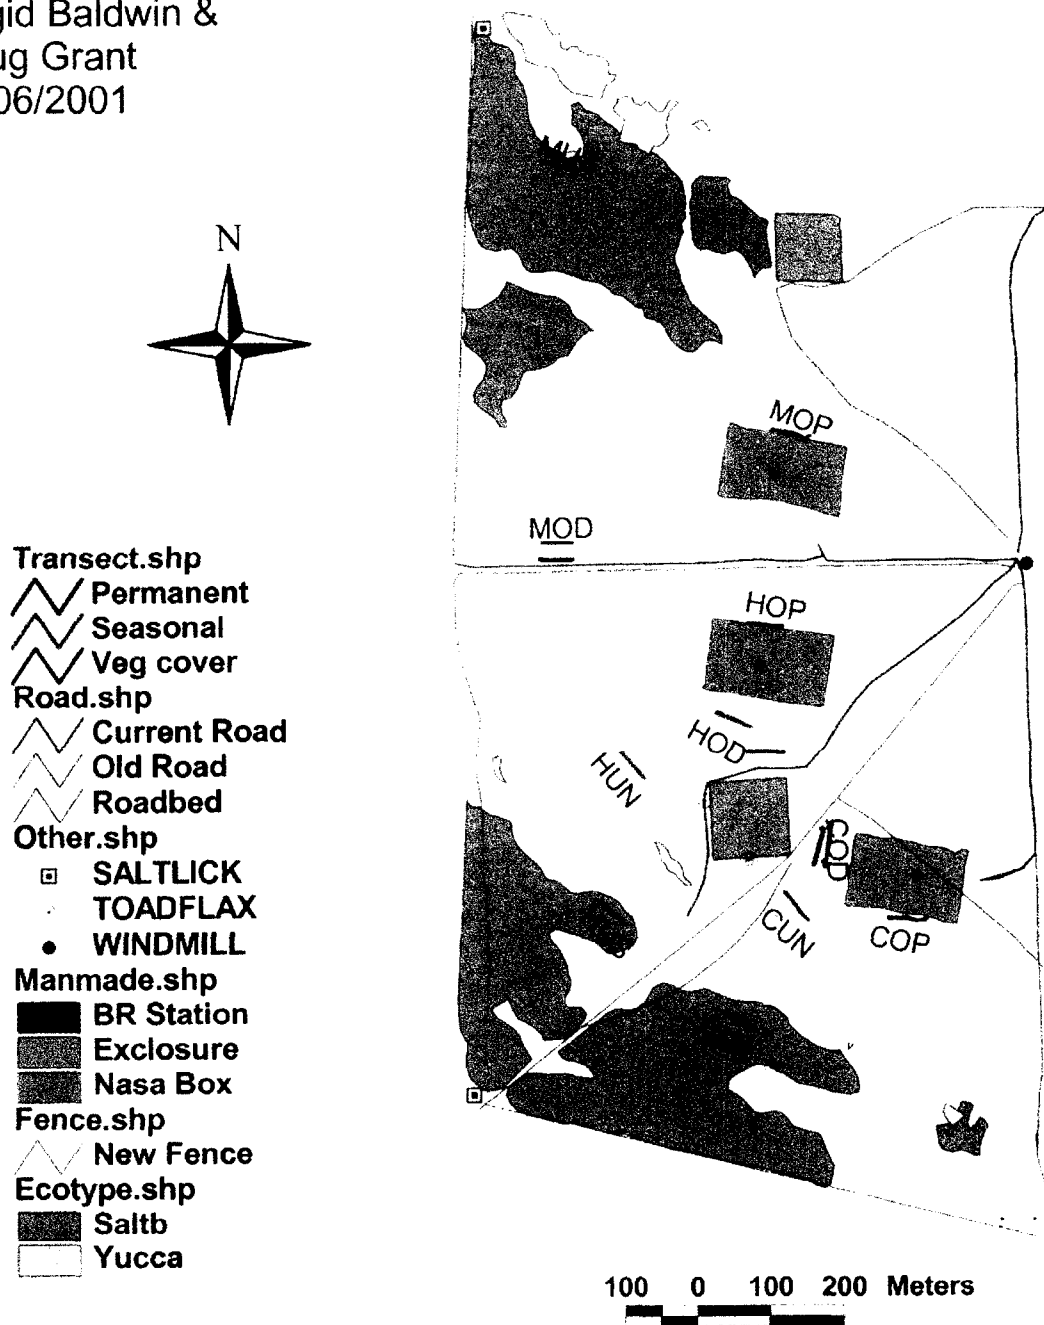 gid Baldwin &
ug Grant
06/2001
N
MOP
MOD
HOP
HOD
HUN
COD
CUN
COP
Transect.shp
Permanent
Seasonal
Veg cover
Road.shp
Current Road
Old Road
Roadbed
Other.shp
SALTLICK
TOADFLAX
WINDMILL
Manmade.shp
BR Station
Exclosure
Nasa Box
Fence.shp
New Fence
Ecotype.shp
Saltb
Yucca
100 0 100 200 Meters